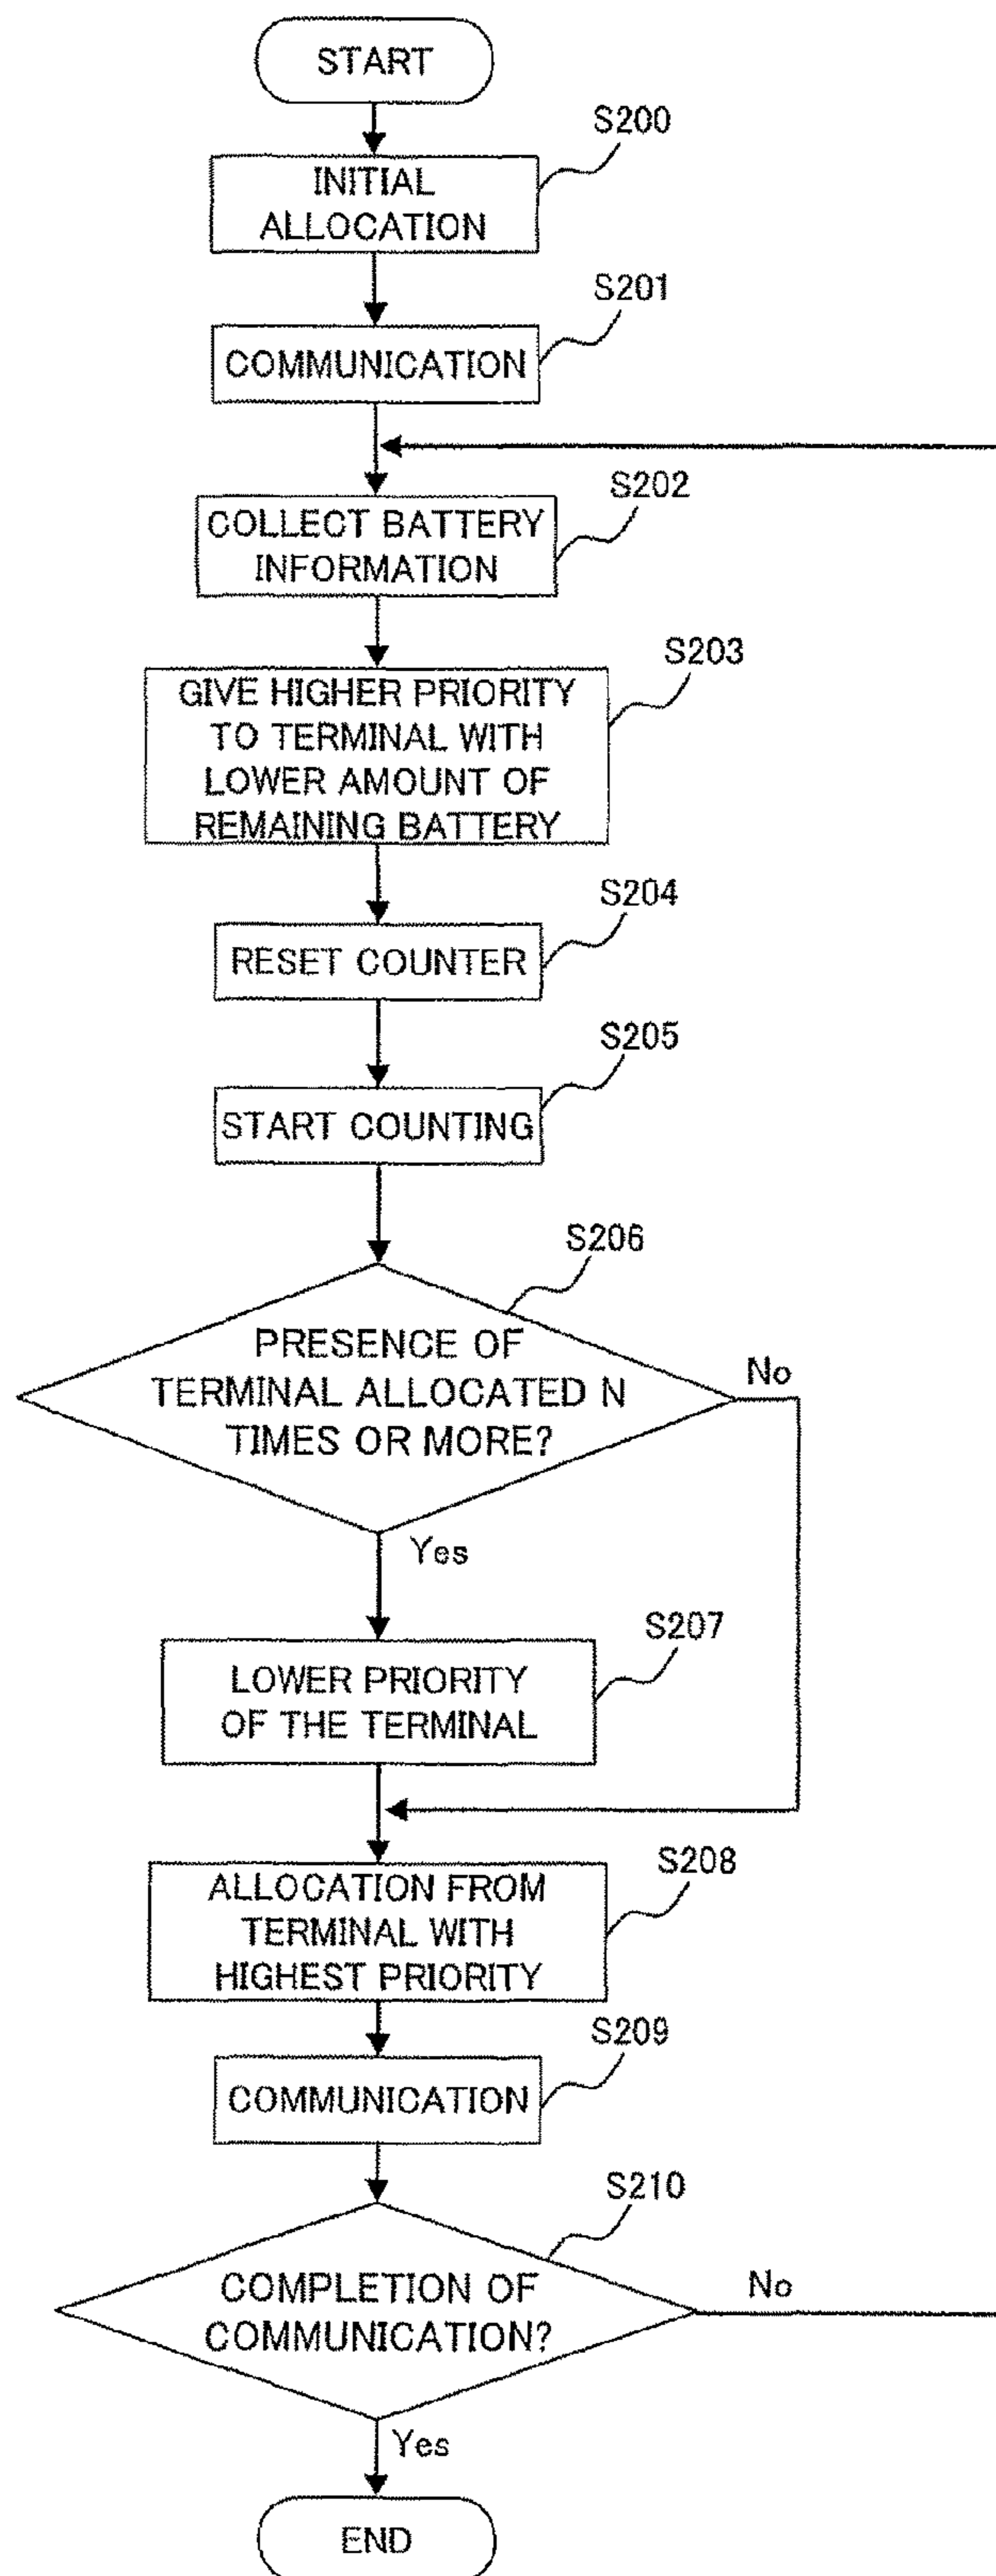 START
S200
INITIAL
ALLOCATION
S201
COMMUNICATION
S202
COLLECT BATTERY
INFORMATION
S203
GIVE HIGHER PRIORITY
TO TERMINAL WITH
LOWER AMOUNT OF
REMAINING BATTERY
S204
RESET COUNTER
S205
START COUNTING
S206
PRESENCE OF
TERMINAL ALLOCATED N
TIMES OR MORE?
No
Yes
S207
LOWER PRIORITY
OF THE TERMINAL
S208
ALLOCATION FROM
TERMINAL WITH
HIGHEST PRIORITY
S209
COMMUNICATION
S210
COMPLETION OF
COMMUNICATION?
No
Yes
END